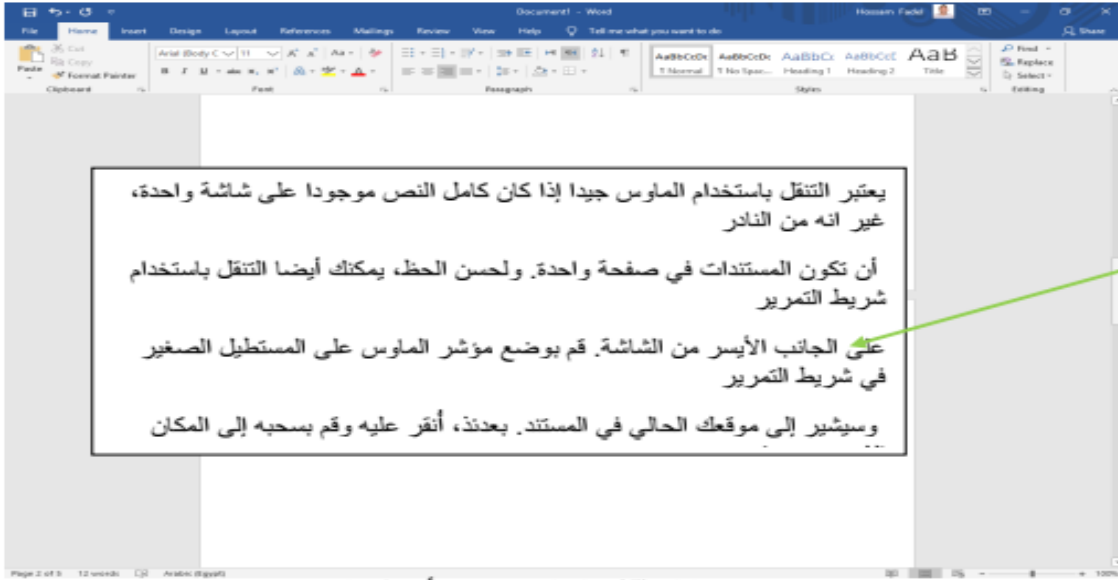 Document1 - Word
Hossam Fadel
File Home Insert Design Layout References Mailings Review View Help Tell me what you want to do Share
Cut
Copy
Paste
Format Painter
Arial (Body C 11
AaBbCcDc AaBbCcDc AaBbCc AaBbCcC AaB
¶ Normal ¶ No Spac... Heading 1 Heading 2 Title
Find
Replace
Select
Clipboard Font Paragraph Styles Editing
يعتبر التنقل باستخدام الماوس جيدا إذا كان كامل النص موجودا على شاشة واحدة،
غير انه من النادر
أن تكون المستندات في صفحة واحدة. ولحسن الحظ، يمكنك أيضا التنقل باستخدام
شريط التمرير
على الجانب الأيسر من الشاشة. قم بوضع مؤشر الماوس على المستطيل الصغير
في شريط التمرير
وسيشير إلى موقعك الحالي في المستند. بعدئذ، أنقر عليه وقم بسحبه إلى المكان
Page 2 of 5 12 words Arabic (Egypt) 100%